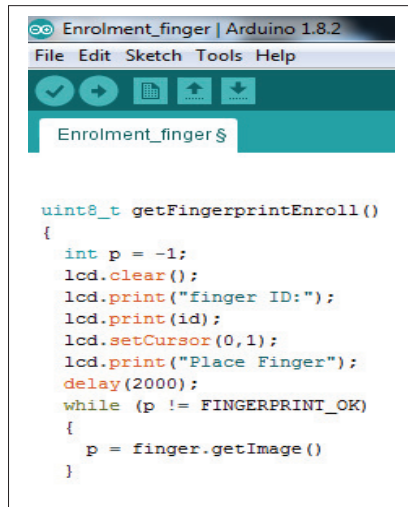 Enrolment_finger | Arduino 1.8.2
File Edit Sketch Tools Help
Enrolment_finger §
uint8_t getFingerprintEnroll()
{
int p = -1;
lcd.clear();
lcd.print("finger ID:");
lcd.print(id);
lcd.setCursor(0,1);
lcd.print("Place Finger");
delay(2000);
while (p != FINGERPRINT_OK)
{
p = finger.getImage()
}